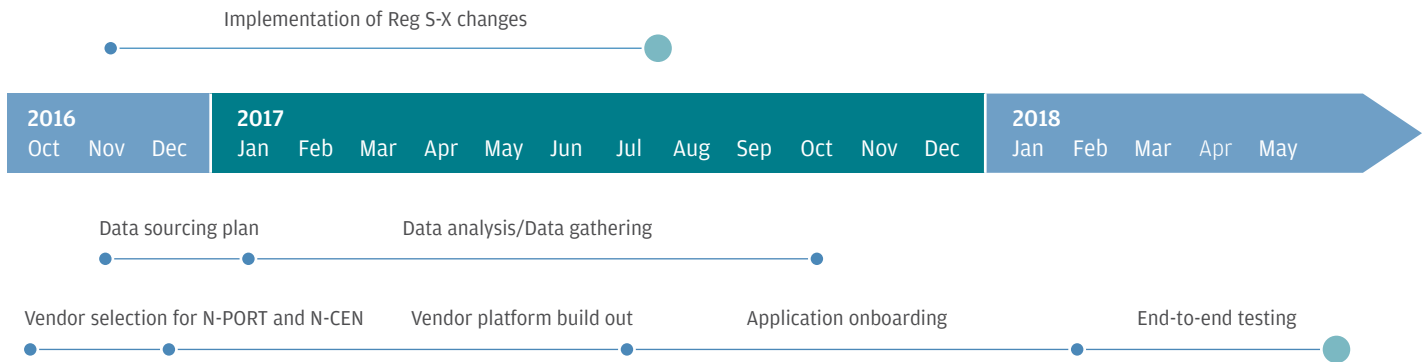 Implementation of Reg S-X changes
2016 2017 2018
Oct Nov Dec Jan Feb Mar Apr May Jun Jul Aug Sep Oct Nov Dec Jan Feb Mar Apr May
Data sourcing plan Data analysis/Data gathering
Vendor selection for N-PORT and N-CEN Vendor platform build out Application onboarding End-to-end testing